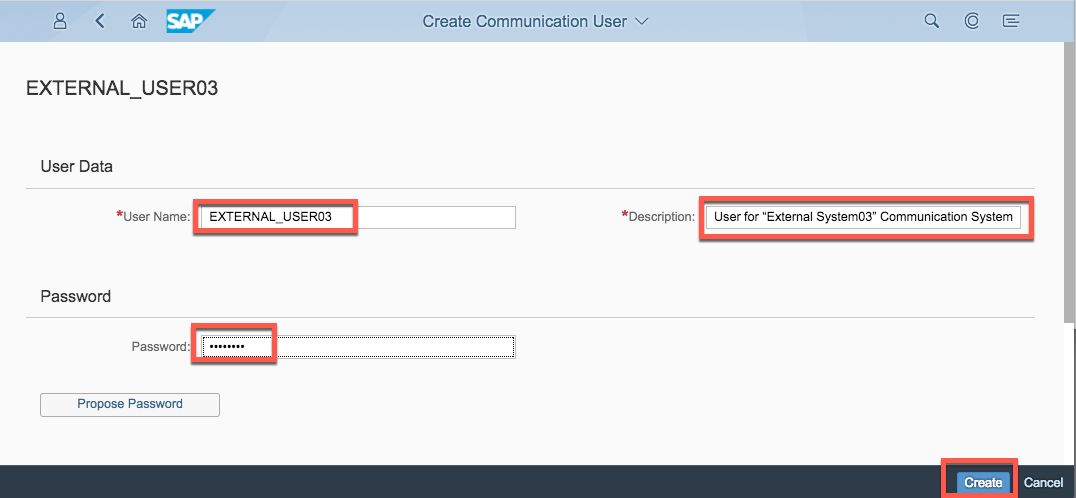 SAP Create Communication User
EXTERNAL_USER03
User Data
*User Name: EXTERNAL_USER03 *Description: User for “External System03” Communication System
Password
Password: ••••••••
Propose Password
Create Cancel